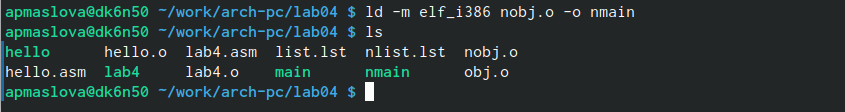 apmaslova@dk6n50 ~/work/arch-pc/lab04 $ ld -m elf_i386 nobj.o -o nmain
apmaslova@dk6n50 ~/work/arch-pc/lab04 $ ls
hello hello.o lab4.asm list.lst nlist.lst nobj.o
hello.asm lab4 lab4.o main nmain obj.o
apmaslova@dk6n50 ~/work/arch-pc/lab04 $